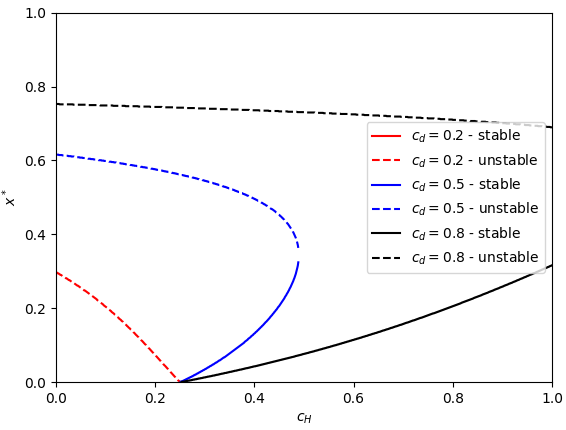 1.0
0.8
0.6
0.4
0.2
0.0
x*
c_d = 0.2 - stable
c_d = 0.2 - unstable
c_d = 0.5 - stable
c_d = 0.5 - unstable
c_d = 0.8 - stable
c_d = 0.8 - unstable
0.0 0.2 0.4 0.6 0.8 1.0
c_H